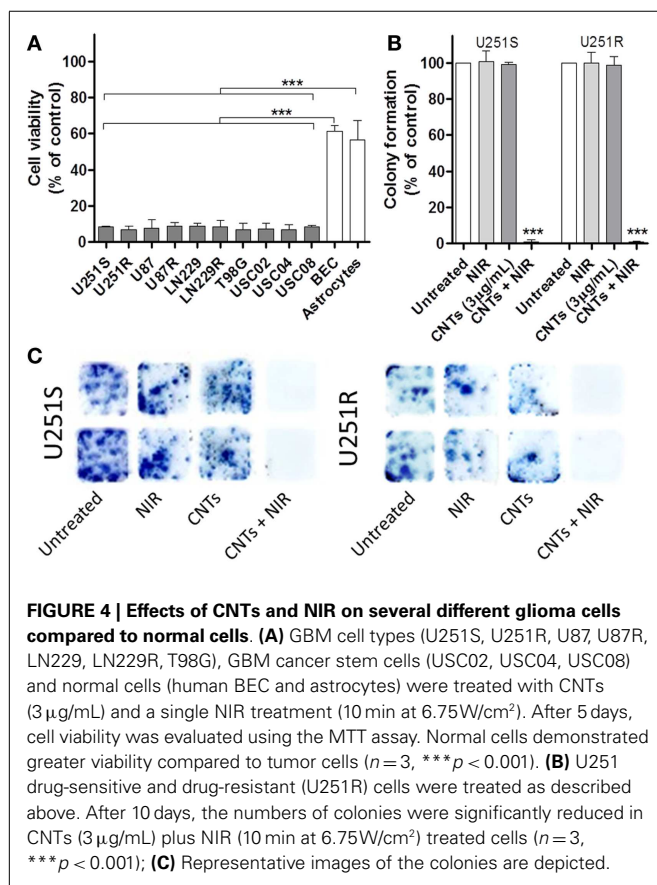 A
Cell viability
(% of control)
100
80
60
40
20
0
***
***
U251S
U251R
U87
U87R
LN229
LN229R
T98G
USC02
USC04
USC08
BEC
Astrocytes
B
Colony formation
(% of control)
100
80
60
40
20
0
U251S
U251R
***
***
Untreated
NIR
CNTs (3µg/mL)
CNTs + NIR
Untreated
NIR
CNTs (3µg/mL)
CNTs + NIR
C
U251S
Untreated
NIR
CNTs
CNTs + NIR
U251R
Untreated
NIR
CNTs
CNTs + NIR
FIGURE 4 | Effects of CNTs and NIR on several different glioma cells
compared to normal cells. (A) GBM cell types (U251S, U251R, U87, U87R,
LN229, LN229R, T98G), GBM cancer stem cells (USC02, USC04, USC08)
and normal cells (human BEC and astrocytes) were treated with CNTs
(3 µg/mL) and a single NIR treatment (10 min at 6.75 W/cm²). After 5 days,
cell viability was evaluated using the MTT assay. Normal cells demonstrated
greater viability compared to tumor cells (n = 3, ***p < 0.001). (B) U251
drug-sensitive and drug-resistant (U251R) cells were treated as described
above. After 10 days, the numbers of colonies were significantly reduced in
CNTs (3 µg/mL) plus NIR (10 min at 6.75 W/cm²) treated cells (n = 3,
***p < 0.001); (C) Representative images of the colonies are depicted.